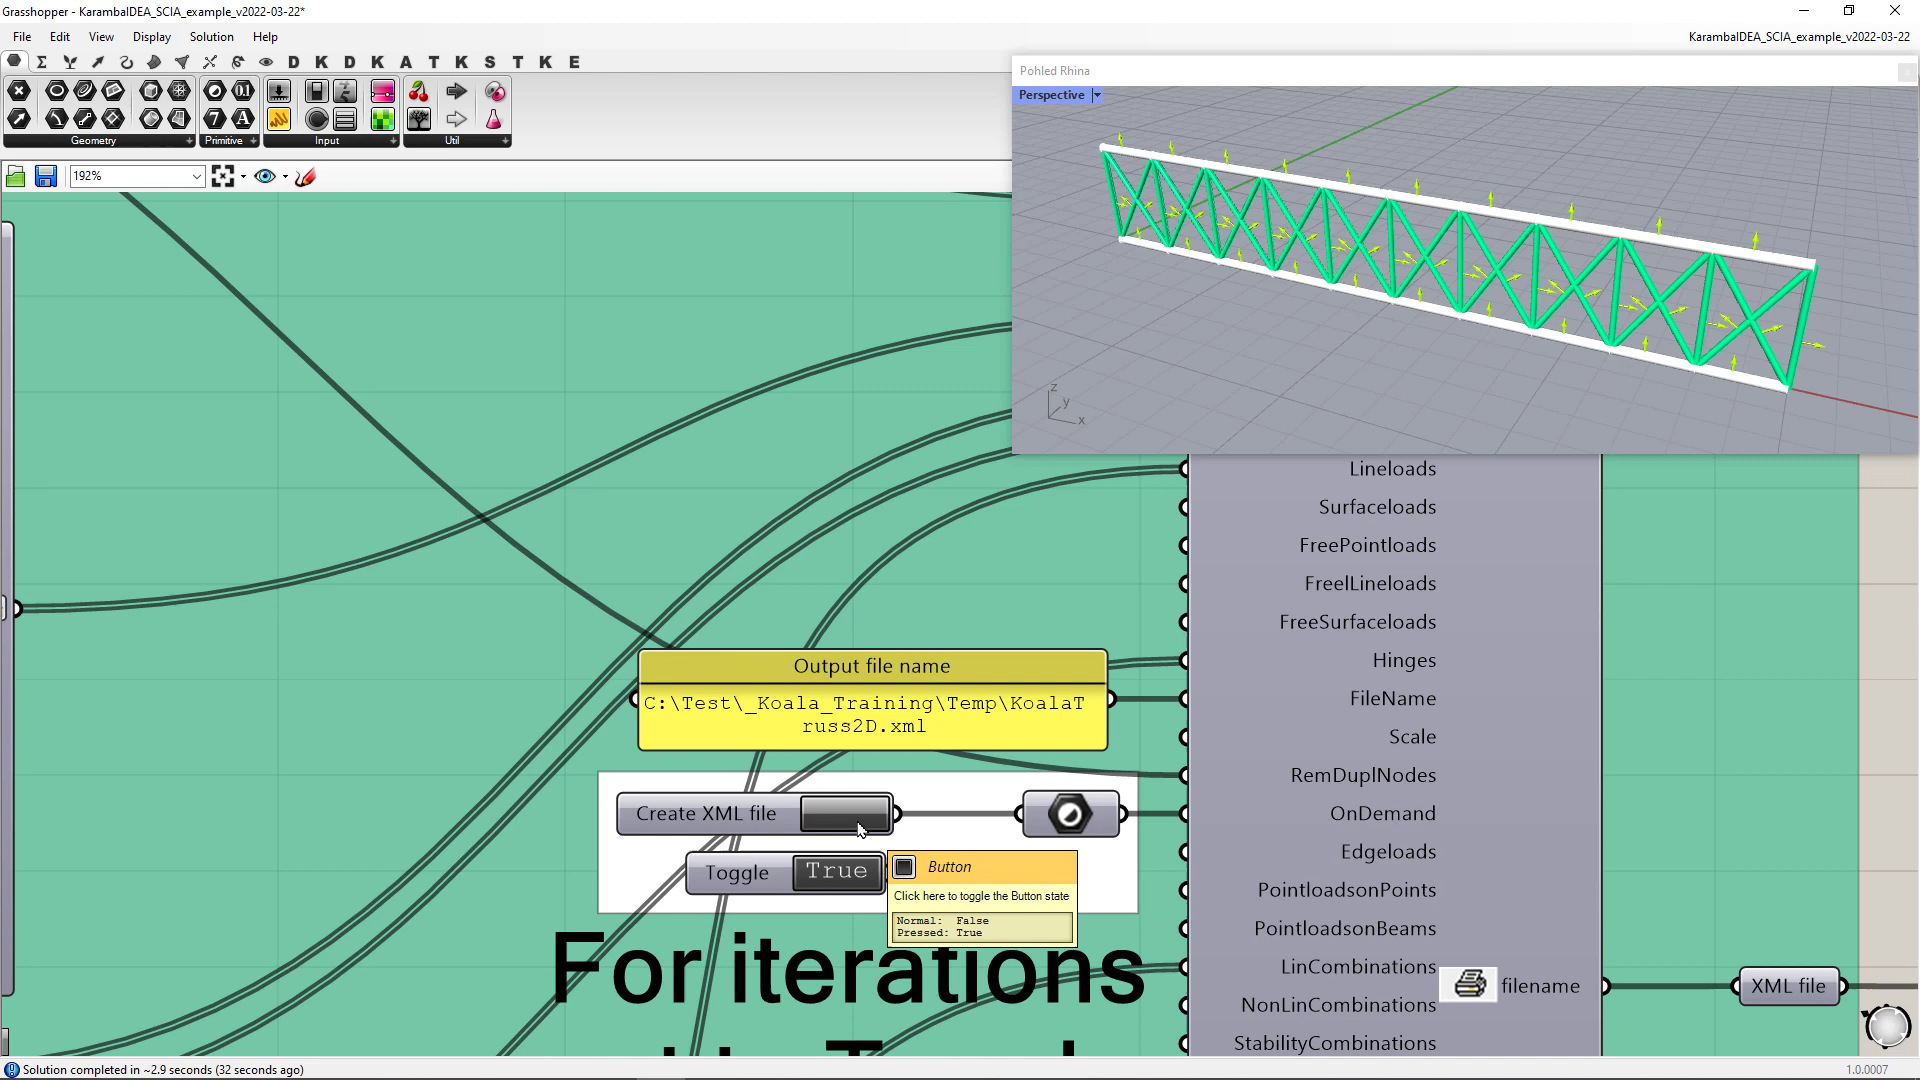 Grasshopper - KarambaIDEA_SCIA_example_v2022-03-22*
File Edit View Display Solution Help
KarambaIDEA_SCIA_example_v2022-03-22
D K D K A T K S T K E
Geometry
Primitive
Input
Util
192%
Pohled Rhina
Perspective
z
y
x
Lineloads
Surfaceloads
FreePointloads
FreelLineloads
FreeSurfaceloads
Hinges
FileName
Scale
RemDuplNodes
OnDemand
Edgeloads
PointloadsonPoints
PointloadsonBeams
LinCombinations
NonLinCombinations
StabilityCombinations
Output file name
C:\Test\_Koala_Training\Temp\KoalaT
russ2D.xml
Create XML file
Toggle True
Button
Click here to toggle the Button state
Normal: False
Pressed: True
For iterations
filename
XML file
Solution completed in ~2.9 seconds (32 seconds ago)
1.0.0007